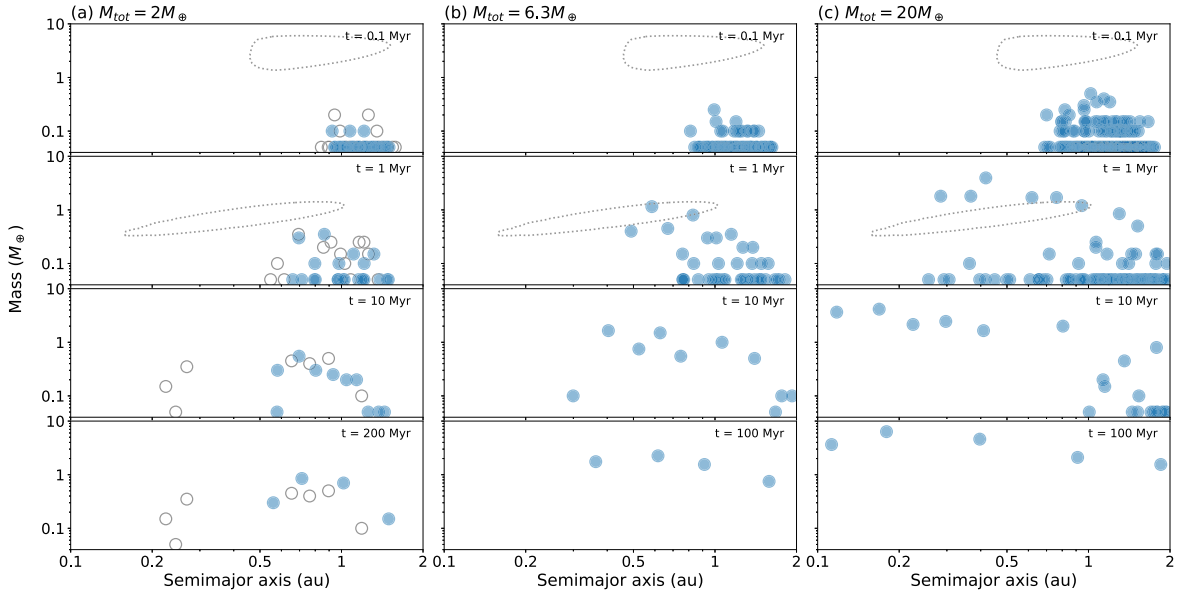 (a) M_tot = 2M_⊕
(b) M_tot = 6.3M_⊕
(c) M_tot = 20M_⊕
10
1
0.1
t = 0.1 Myr
t = 0.1 Myr
t = 0.1 Myr
10
1
0.1
t = 1 Myr
t = 1 Myr
t = 1 Myr
10
1
0.1
t = 10 Myr
t = 10 Myr
t = 10 Myr
10
1
0.1
t = 200 Myr
t = 100 Myr
t = 100 Myr
Mass (M_⊕)
0.1 0.2 0.5 1 2 0.2 0.5 1 2 0.2 0.5 1 2
0.1 0.1
Semimajor axis (au) Semimajor axis (au) Semimajor axis (au)